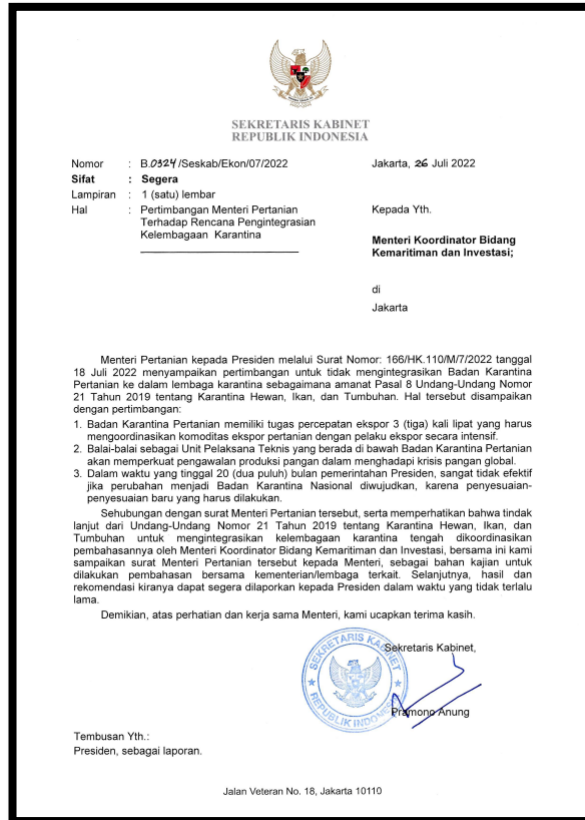 SEKRETARIS KABINET
REPUBLIK INDONESIA
Nomor : B.0324/Seskab/Ekon/07/2022
Jakarta, 26 Juli 2022
Sifat : Segera
Lampiran : 1 (satu) lembar
Hal : Pertimbangan Menteri Pertanian
Terhadap Rencana Pengintegrasian
Kelembagaan Karantina
Kepada Yth.
Menteri Koordinator Bidang
Kemaritiman dan Investasi;
di
Jakarta
Menteri Pertanian kepada Presiden melalui Surat Nomor: 166/HK.110/M/7/2022 tanggal
18 Juli 2022 menyampaikan pertimbangan untuk tidak mengintegrasikan Badan Karantina
Pertanian ke dalam lembaga karantina sebagaimana amanat Pasal 8 Undang-Undang Nomor
21 Tahun 2019 tentang Karantina Hewan, Ikan, dan Tumbuhan. Hal tersebut disampaikan
dengan pertimbangan:
1. Badan Karantina Pertanian memiliki tugas percepatan ekspor 3 (tiga) kali lipat yang harus
mengoordinasikan komoditas ekspor pertanian dengan pelaku ekspor secara intensif.
2. Balai-balai sebagai Unit Pelaksana Teknis yang berada di bawah Badan Karantina Pertanian
akan memperkuat pengawalan produksi pangan dalam menghadapi krisis pangan global.
3. Dalam waktu yang tinggal 20 (dua puluh) bulan pemerintahan Presiden, sangat tidak efektif
jika perubahan menjadi Badan Karantina Nasional diwujudkan, karena penyesuaian-
penyesuaian baru yang harus dilakukan.
Sehubungan dengan surat Menteri Pertanian tersebut, serta memperhatikan bahwa tindak
lanjut dari Undang-Undang Nomor 21 Tahun 2019 tentang Karantina Hewan, Ikan, dan
Tumbuhan untuk mengintegrasikan kelembagaan karantina tengah dikoordinasikan
pembahasannya oleh Menteri Koordinator Bidang Kemaritiman dan Investasi, bersama ini kami
sampaikan surat Menteri Pertanian tersebut kepada Menteri, sebagai bahan kajian untuk
dilakukan pembahasan bersama kementerian/lembaga terkait. Selanjutnya, hasil dan
rekomendasi kiranya dapat segera dilaporkan kepada Presiden dalam waktu yang tidak terlalu
lama.
Demikian, atas perhatian dan kerja sama Menteri, kami ucapkan terima kasih.
Sekretaris Kabinet,
SEKRETARIS KABINET
REPUBLIK INDONESIA
Pramono Anung
Tembusan Yth.:
Presiden, sebagai laporan.
Jalan Veteran No. 18, Jakarta 10110